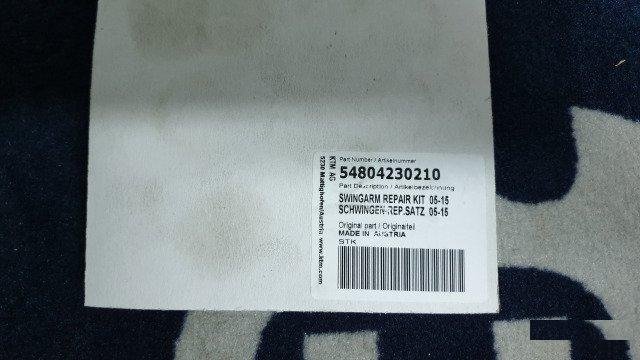 Part Number / Artikelnummer
54804230210
Part Description / Artikelbezeichnung
SWINGARM REPAIR KIT 05-15
SCHWINGEN-REP.SATZ 05-15
Original part / Originalteil
MADE IN AUSTRIA
STK
KTM AG
5230 Mattighofen/Austria www.ktm.com